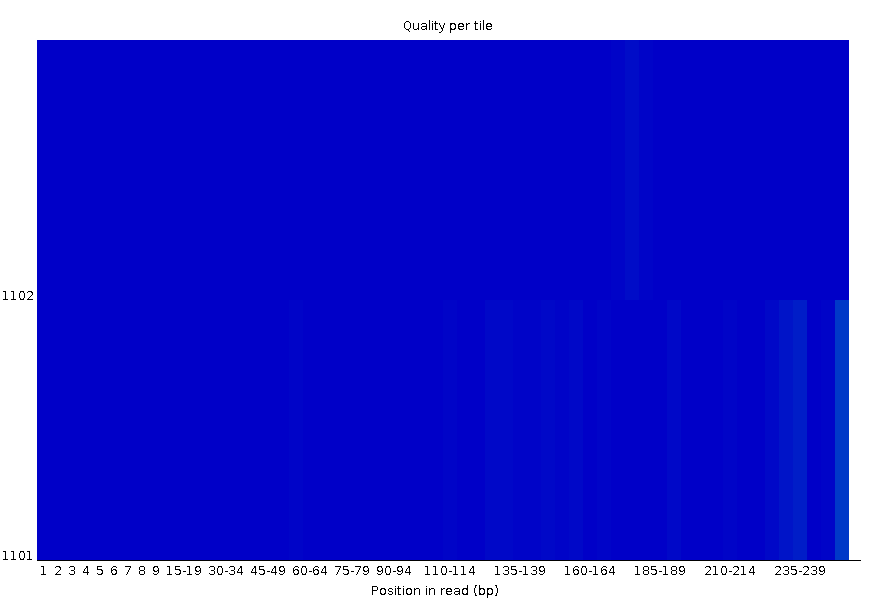 Quality per tile
1102
1101
1 2 3 4 5 6 7 8 9 15-19 30-34 45-49 60-64 75-79 90-94 110-114 135-139 160-164 185-189 210-214 235-239
Position in read (bp)